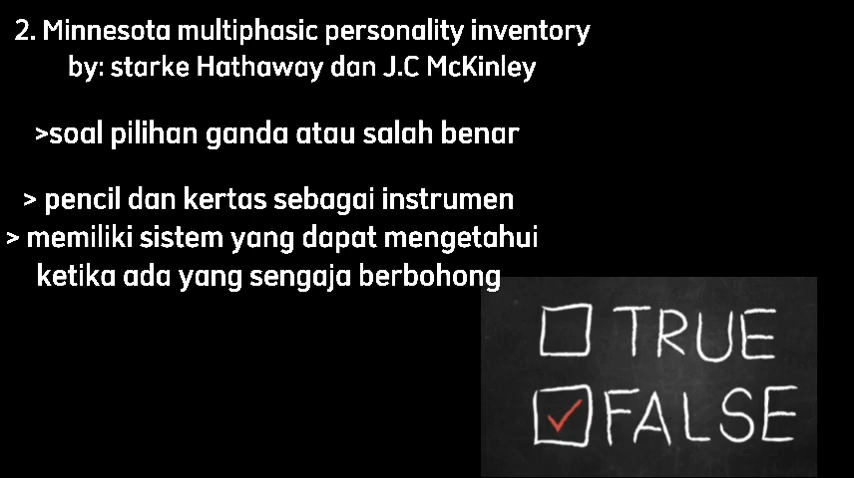 2. Minnesota multiphasic personality inventory
by: starke Hathaway dan J.C McKinley
>soal pilihan ganda atau salah benar
> pencil dan kertas sebagai instrumen
> memiliki sistem yang dapat mengetahui
ketika ada yang sengaja berbohong
TRUE
FALSE